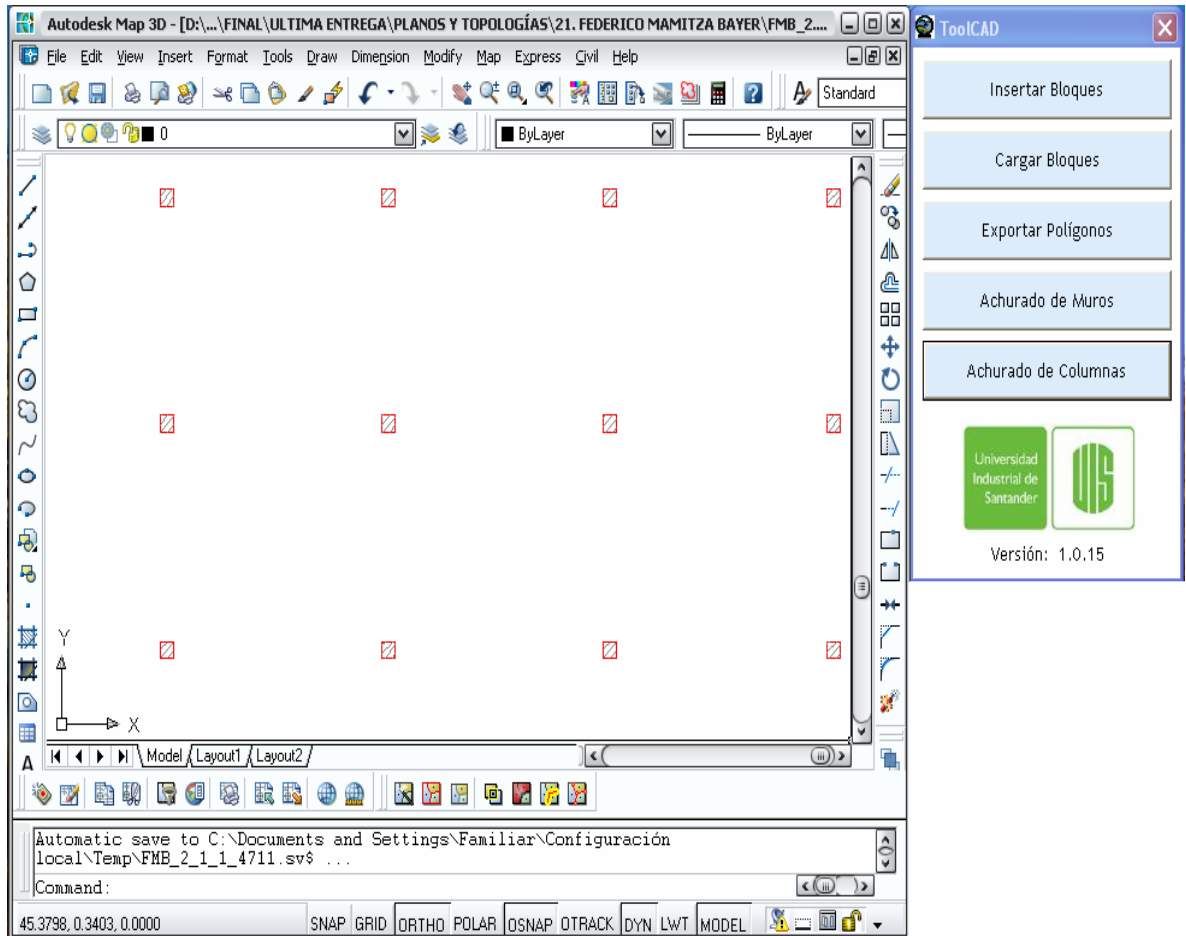 Autodesk Map 3D - [D:\...\FINAL\ULTIMA ENTREGA\PLANOS Y TOPOLOGÍAS\21. FEDERICO MAMITZA BAYER\FMB_2....
File Edit View Insert Format Tools Draw Dimension Modify Map Express Civil Help
Standard
0 ByLayer ByLayer
Y
X
Model Layout1 Layout2
A
Automatic save to C:\Documents and Settings\Familiar\Configuración
local\Temp\FMB_2_1_1_4711.sv$ ...
Command:
45.3798, 0.3403, 0.0000 SNAP GRID ORTHO POLAR OSNAP OTRACK DYN LWT MODEL
ToolCAD
Insertar Bloques
Cargar Bloques
Exportar Polígonos
Achurado de Muros
Achurado de Columnas
Universidad
Industrial de
Santander
UIS
Versión: 1.0.15